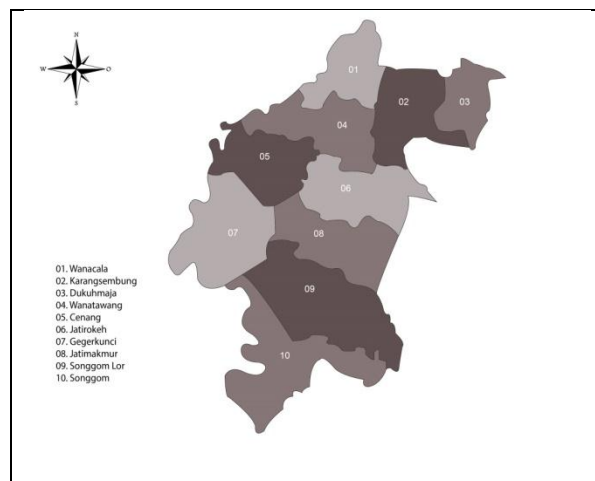 N
W
O
S
01
02
03
04
05
06
07
08
09
10
01. Wanacala
02. Karangsembung
03. Dukuhmaja
04. Wanatawang
05. Cenang
06. Jatirokeh
07. Gegerkunci
08. Jatimakmur
09. Songgom Lor
10. Songgom